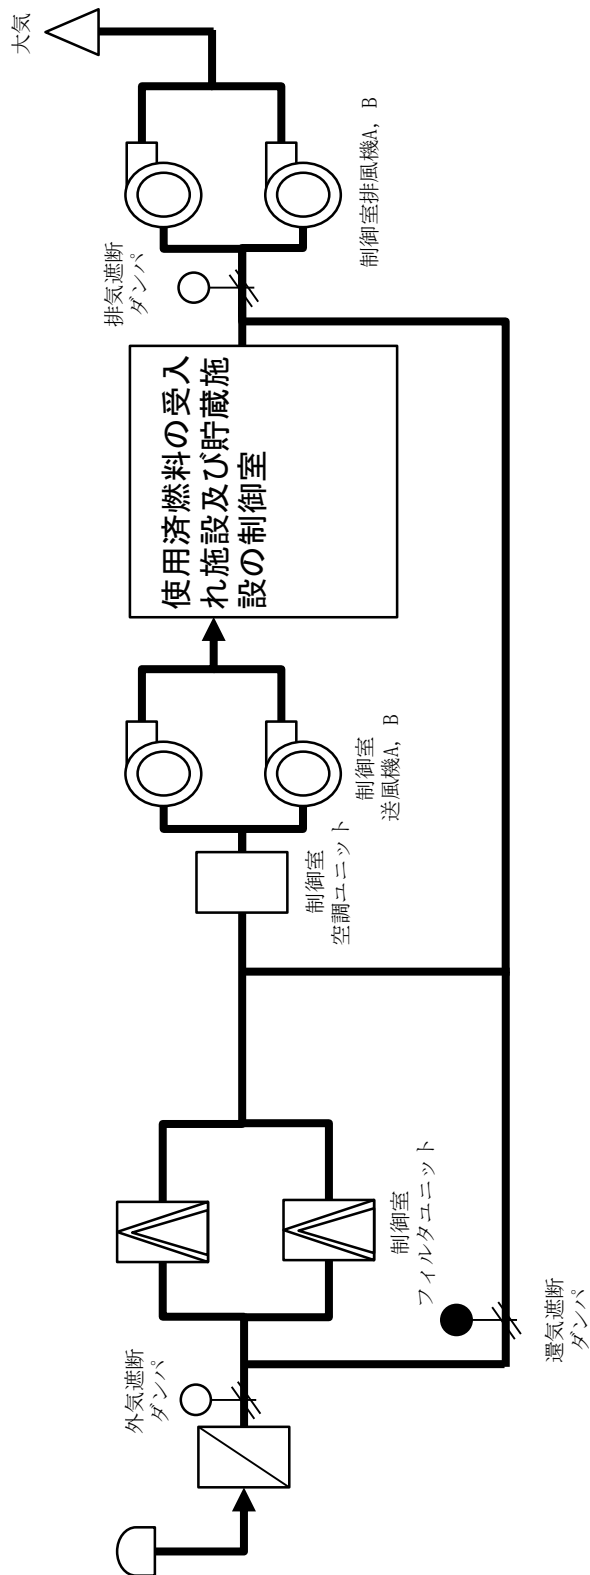 外気遮断
ダンパ
還気遮断
ダンパ
制御室
フィルタユニット
制御室
空調ユニット
制御室
送風機A, B
使用済燃料の受入
れ施設及び貯蔵施
設の制御室
排気遮断
ダンパ
制御室排風機A, B
大気